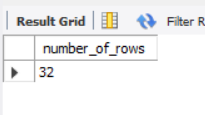 Result Grid Filter R
number_of_rows
32